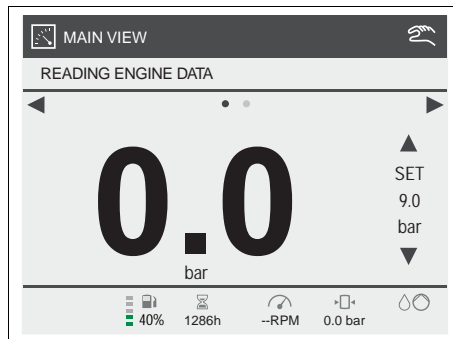 MAIN VIEW
READING ENGINE DATA
0.0
bar
SET
9.0
bar
40% 1286h --RPM 0.0 bar